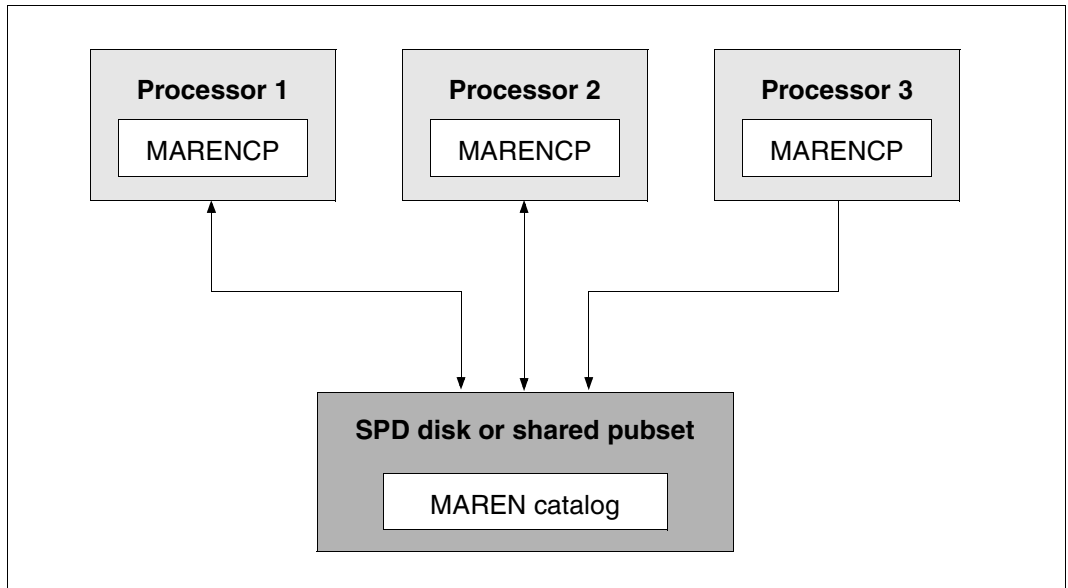 Processor 1
Processor 2
Processor 3
MARENCP
MARENCP
MARENCP
SPD disk or shared pubset
MAREN catalog